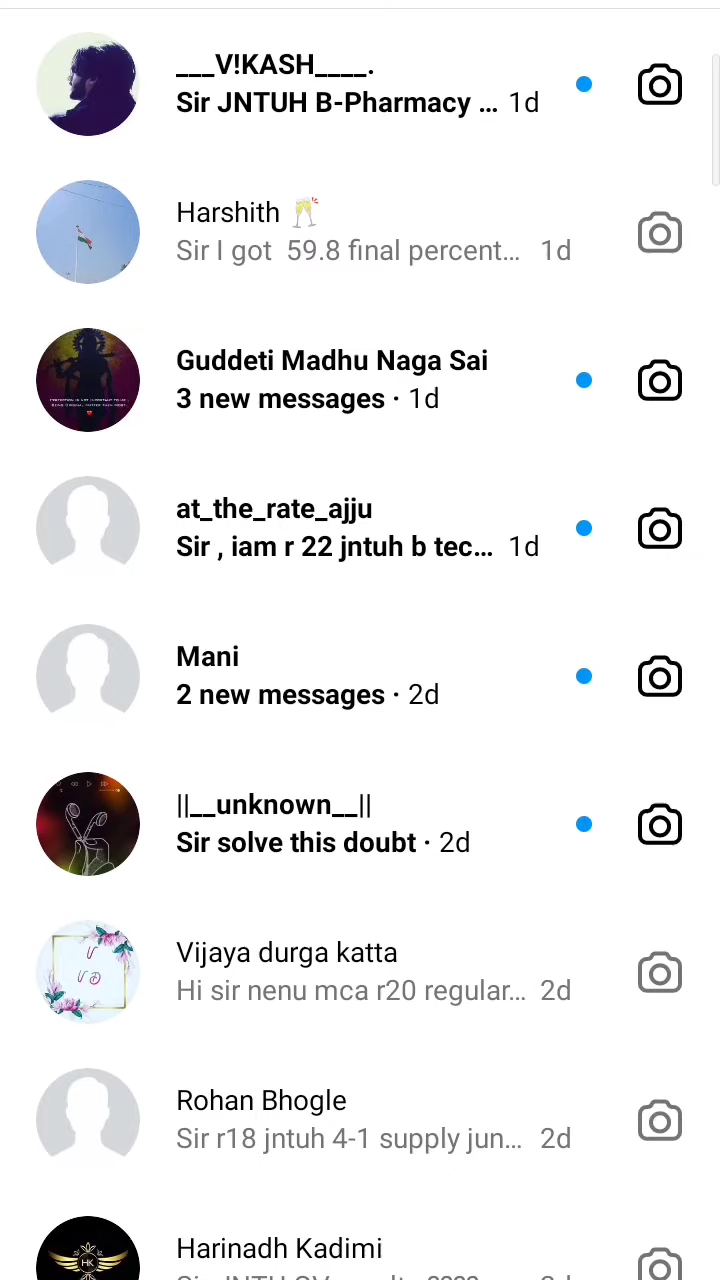 ___V!KASH____.
Sir JNTUH B-Pharmacy ... 1d
Harshith 🥂
Sir I got 59.8 final percent... 1d
Guddeti Madhu Naga Sai
3 new messages · 1d
at_the_rate_ajju
Sir , iam r 22 jntuh b tec... 1d
Mani
2 new messages · 2d
||__unknown__||
Sir solve this doubt · 2d
Vijaya durga katta
Hi sir nenu mca r20 regular... 2d
V
V D
Rohan Bhogle
Sir r18 jntuh 4-1 supply jun... 2d
Harinadh Kadimi
HK